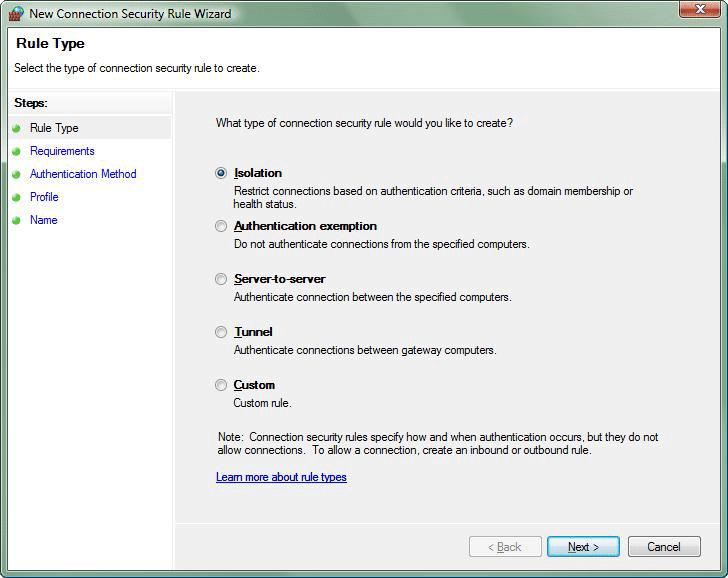 New Connection Security Rule Wizard
Rule Type
Select the type of connection security rule to create.
Steps:
Rule Type
Requirements
Authentication Method
Profile
Name
What type of connection security rule would you like to create?
Isolation
Restrict connections based on authentication criteria, such as domain membership or
health status.
Authentication exemption
Do not authenticate connections from the specified computers.
Server-to-server
Authenticate connection between the specified computers.
Tunnel
Authenticate connections between gateway computers.
Custom
Custom rule.
Note: Connection security rules specify how and when authentication occurs, but they do not
allow connections. To allow a connection, create an inbound or outbound rule.
Learn more about rule types
< Back
Next >
Cancel